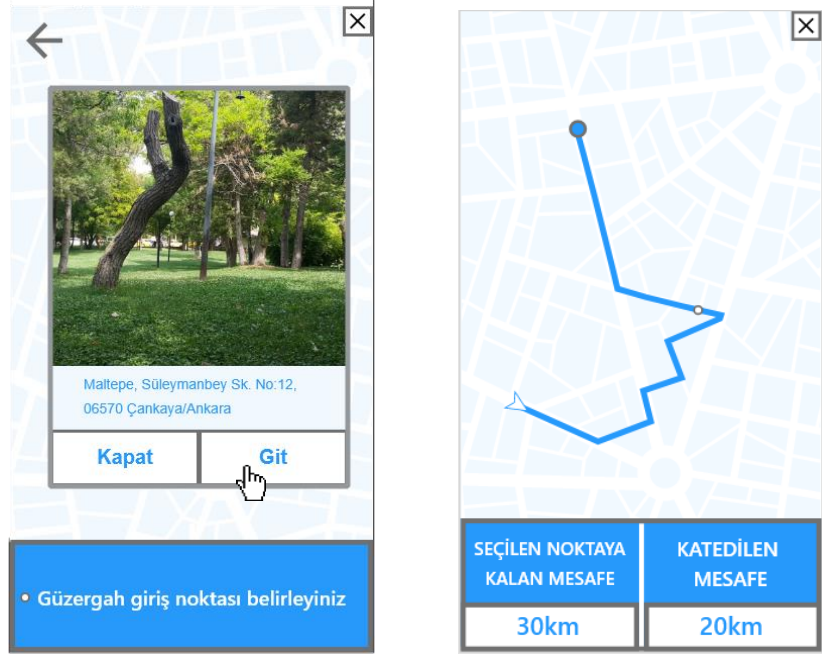 Maltepe, Süleymanbey Sk. No:12,
06570 Çankaya/Ankara
Kapat
Git
Güzergah giriş noktası belirleyiniz
SEÇİLEN NOKTAYA
KALAN MESAFE
KATEDİLEN
MESAFE
30km
20km